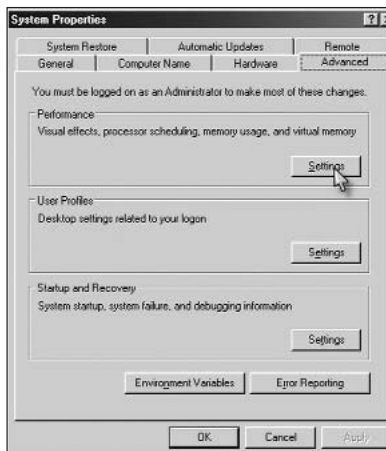 System Properties
System Restore Automatic Updates Remote
General Computer Name Hardware Advanced
You must be logged on as an Administrator to make most of these changes.
Performance
Visual effects, processor scheduling, memory usage, and virtual memory
Settings
User Profiles
Desktop settings related to your logon
Settings
Startup and Recovery
System startup, system failure, and debugging information
Settings
Environment Variables Error Reporting
OK Cancel Apply